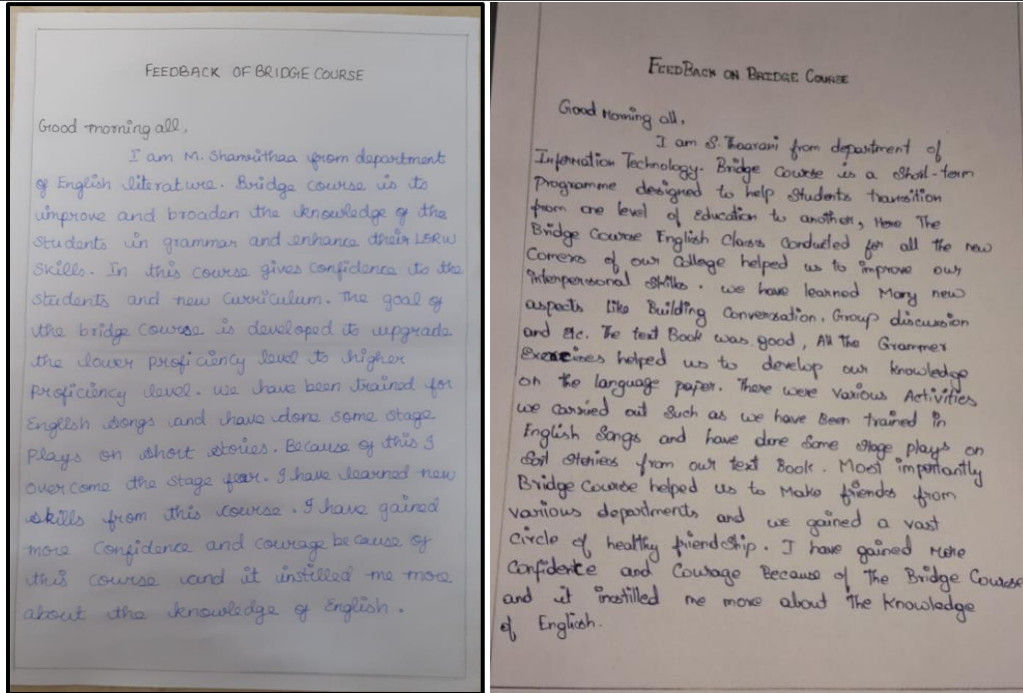 FEEDBACK OF BRIDGE COURSE
Good morning all,
I am M. Shamrithaa from department
of English literature. Bridge course is to
improve and broaden the knowledge of the
students in grammar and enhance their LSRW
skills. In this course gives confidence to the
students and new curriculum. The goal of
the bridge course is developed to upgrade
the lower proficiency level to higher
proficiency level. We have been trained for
English songs and have done some stage
plays on short stories. Because of this I
overcome the stage fear. I have learned new
skills from this course. I have gained
more confidence and courage because of
this course and it instilled me more
about the knowledge of English.
FEEDBACK ON BRIDGE COURSE
Good Morning all,
I am S. Thaarani from department of
Information Technology. Bridge Course is a Short-term
Programme designed to help Students transition
from one level of Education to another, Here The
Bridge Course English Classes Conducted for all the new
Comers of our College helped us to improve our
interpersonal Skills. we have learned Many new
aspects like Building Conversation. Group discussion
and etc. The text Book was good, All the Grammer
Exercises helped us to develop our knowledge
on the language paper. There were various Activities
we carried out Such as we have Been trained in
English Songs and have done Some stage plays on
from our text Book. Most importantly
Bridge Course helped us to Make friends from
various departments and we gained a vast
circle of healthy friendship. I have gained More
Confidence and Courage Because of The Bridge Course
and it instilled me more about The Knowledge
of English.